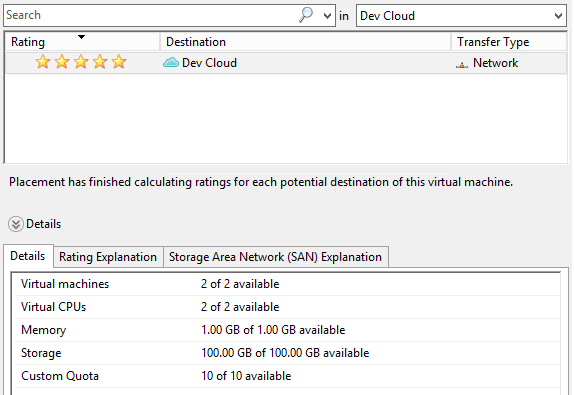 Search in Dev Cloud
Rating Destination Transfer Type
Dev Cloud Network
Placement has finished calculating ratings for each potential destination of this virtual machine.
Details
Details Rating Explanation Storage Area Network (SAN) Explanation
Virtual machines 2 of 2 available
Virtual CPUs 2 of 2 available
Memory 1.00 GB of 1.00 GB available
Storage 100.00 GB of 100.00 GB available
Custom Quota 10 of 10 available